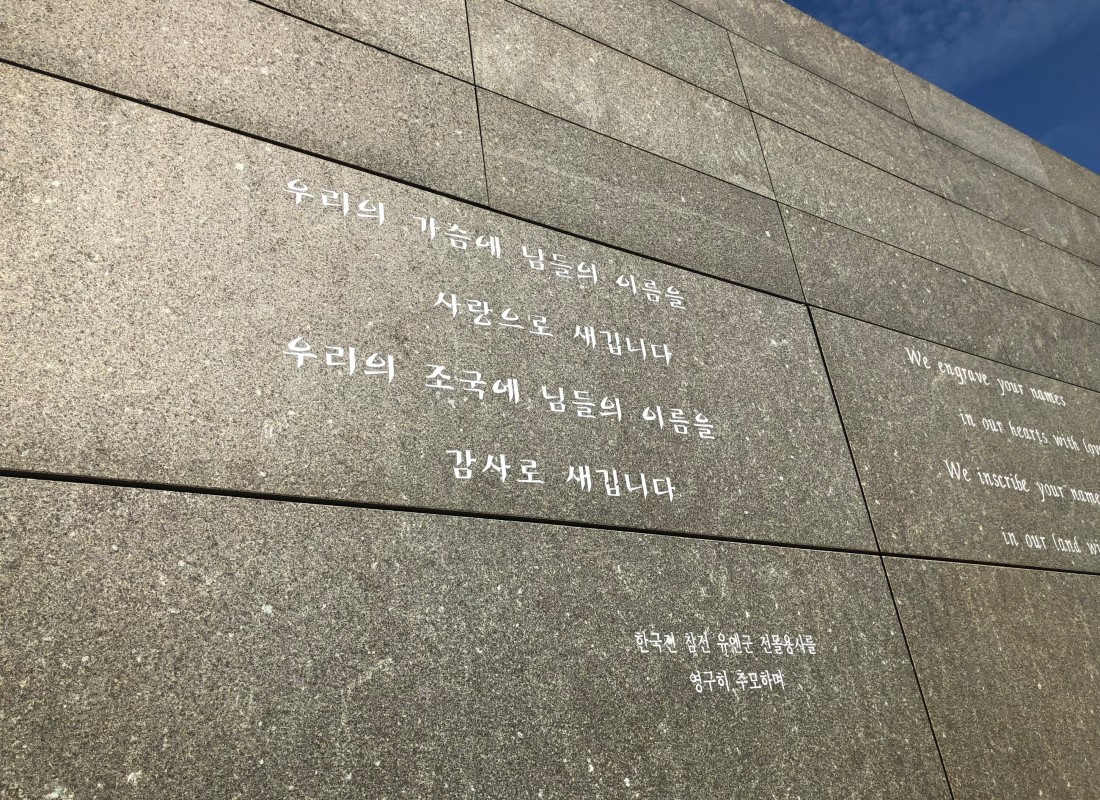 우리의 가슴에 님들의 이름을
사랑으로 새깁니다
우리의 조국에 님들의 이름을
감사로 새깁니다
We engrave your names
in our hearts with
We inscribe your
in our land
한국전 참전 유엔군 전몰용사를
영구히 추모하며